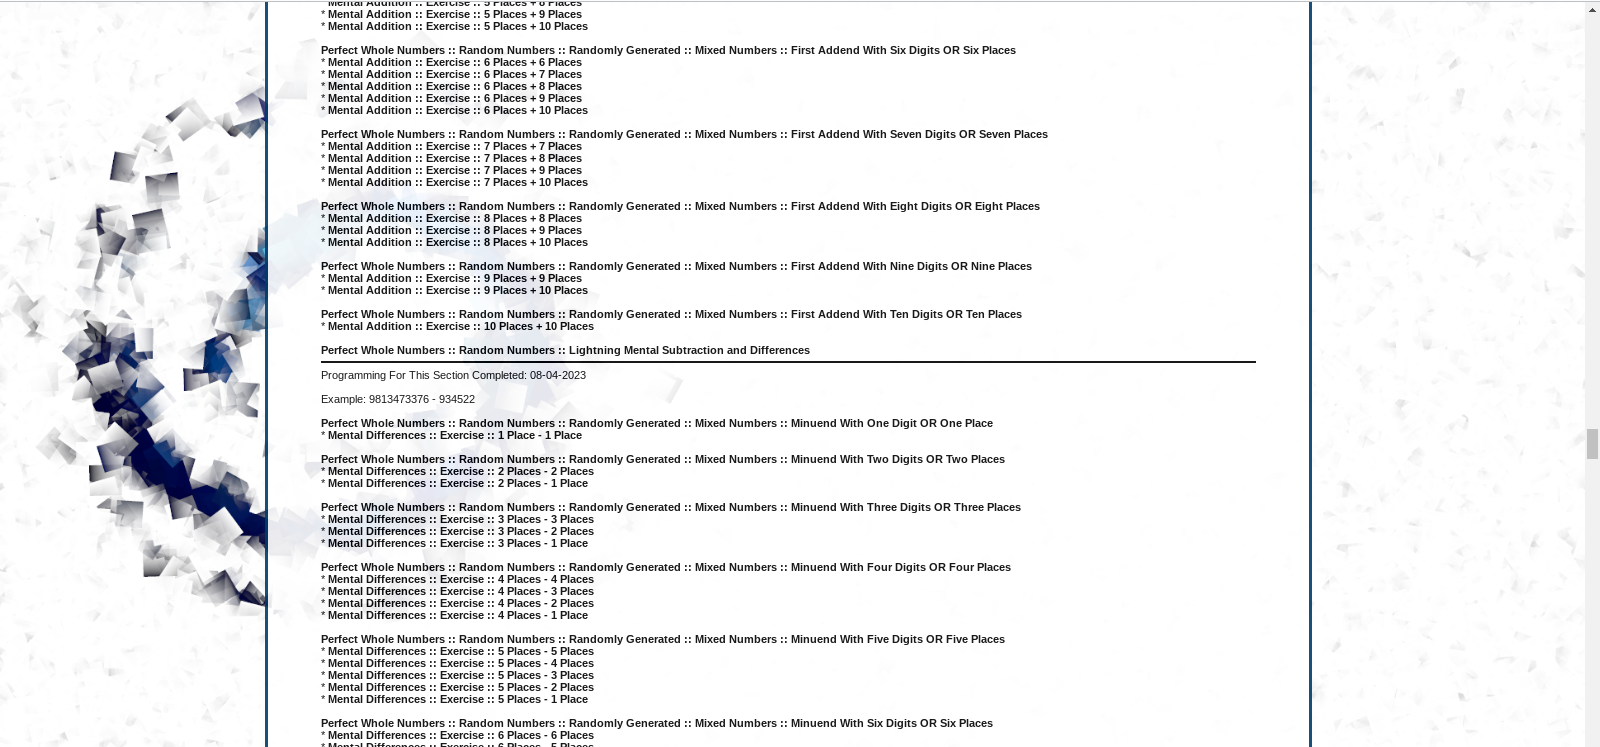 * Mental Addition :: Exercise :: 5 Places + 8 Places
* Mental Addition :: Exercise :: 5 Places + 9 Places
* Mental Addition :: Exercise :: 5 Places + 10 Places
Perfect Whole Numbers :: Random Numbers :: Randomly Generated :: Mixed Numbers :: First Addend With Six Digits OR Six Places
* Mental Addition :: Exercise :: 6 Places + 6 Places
* Mental Addition :: Exercise :: 6 Places + 7 Places
* Mental Addition :: Exercise :: 6 Places + 8 Places
* Mental Addition :: Exercise :: 6 Places + 9 Places
* Mental Addition :: Exercise :: 6 Places + 10 Places
Perfect Whole Numbers :: Random Numbers :: Randomly Generated :: Mixed Numbers :: First Addend With Seven Digits OR Seven Places
* Mental Addition :: Exercise :: 7 Places + 7 Places
* Mental Addition :: Exercise :: 7 Places + 8 Places
* Mental Addition :: Exercise :: 7 Places + 9 Places
* Mental Addition :: Exercise :: 7 Places + 10 Places
Perfect Whole Numbers :: Random Numbers :: Randomly Generated :: Mixed Numbers :: First Addend With Eight Digits OR Eight Places
* Mental Addition :: Exercise :: 8 Places + 8 Places
* Mental Addition :: Exercise :: 8 Places + 9 Places
* Mental Addition :: Exercise :: 8 Places + 10 Places
Perfect Whole Numbers :: Random Numbers :: Randomly Generated :: Mixed Numbers :: First Addend With Nine Digits OR Nine Places
* Mental Addition :: Exercise :: 9 Places + 9 Places
* Mental Addition :: Exercise :: 9 Places + 10 Places
Perfect Whole Numbers :: Random Numbers :: Randomly Generated :: Mixed Numbers :: First Addend With Ten Digits OR Ten Places
* Mental Addition :: Exercise :: 10 Places + 10 Places
Perfect Whole Numbers :: Random Numbers :: Lightning Mental Subtraction and Differences
Programming For This Section Completed: 08-04-2023
Example: 9813473376 - 934522
Perfect Whole Numbers :: Random Numbers :: Randomly Generated :: Mixed Numbers :: Minuend With One Digit OR One Place
* Mental Differences :: Exercise :: 1 Place - 1 Place
Perfect Whole Numbers :: Random Numbers :: Randomly Generated :: Mixed Numbers :: Minuend With Two Digits OR Two Places
* Mental Differences :: Exercise :: 2 Places - 2 Places
* Mental Differences :: Exercise :: 2 Places - 1 Place
Perfect Whole Numbers :: Random Numbers :: Randomly Generated :: Mixed Numbers :: Minuend With Three Digits OR Three Places
* Mental Differences :: Exercise :: 3 Places - 3 Places
* Mental Differences :: Exercise :: 3 Places - 2 Places
* Mental Differences :: Exercise :: 3 Places - 1 Place
Perfect Whole Numbers :: Random Numbers :: Randomly Generated :: Mixed Numbers :: Minuend With Four Digits OR Four Places
* Mental Differences :: Exercise :: 4 Places - 4 Places
* Mental Differences :: Exercise :: 4 Places - 3 Places
* Mental Differences :: Exercise :: 4 Places - 2 Places
* Mental Differences :: Exercise :: 4 Places - 1 Place
Perfect Whole Numbers :: Random Numbers :: Randomly Generated :: Mixed Numbers :: Minuend With Five Digits OR Five Places
* Mental Differences :: Exercise :: 5 Places - 5 Places
* Mental Differences :: Exercise :: 5 Places - 4 Places
* Mental Differences :: Exercise :: 5 Places - 3 Places
* Mental Differences :: Exercise :: 5 Places - 2 Places
* Mental Differences :: Exercise :: 5 Places - 1 Place
Perfect Whole Numbers :: Random Numbers :: Randomly Generated :: Mixed Numbers :: Minuend With Six Digits OR Six Places
* Mental Differences :: Exercise :: 6 Places - 6 Places
* Mental Differences :: Exercise :: 6 Places - 5 Places